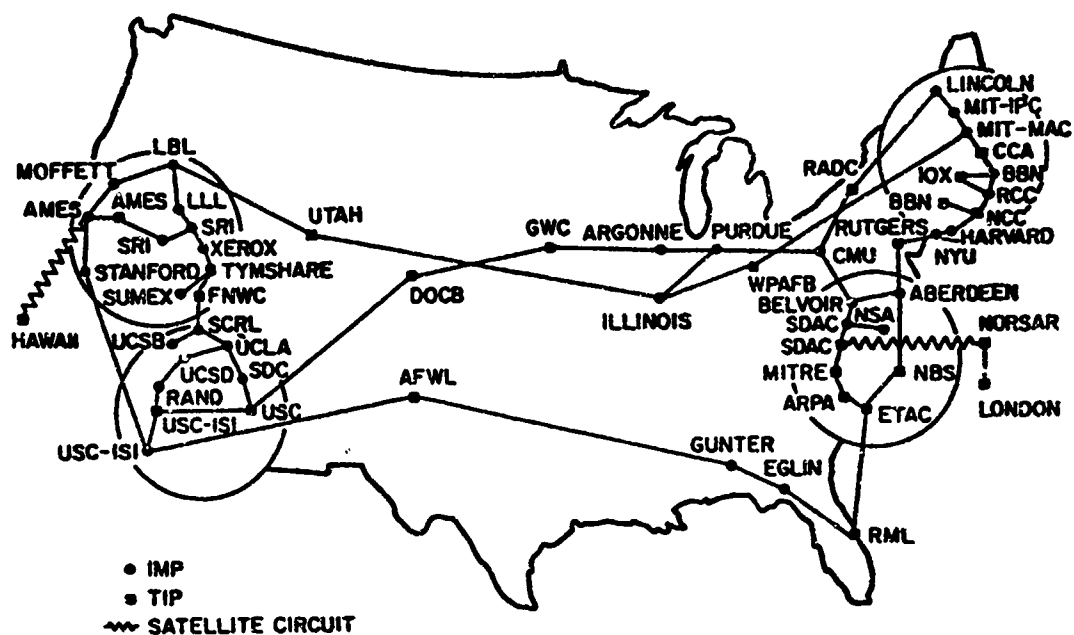 LINCOLN
MIT-IPC
MIT-MAC
CCA
BBN
RCC
NCC
HARVARD
NYU
10X
BBN
RADC
RUTGERS
CMU
LBL
MOFFETT
AMES
AMES
LLL
SRI
SRI
XEROX
TYMSHARE
STANFORD
SUMEX
FNWC
HAWAII
UTAH
GWC
ARGONNE
PURDUE
DOCB
ILLINOIS
WPAFB
BELVOIR
ABERDEEN
NSA
SDAC
SDAC
NORSAR
MITRE
NBS
ARPA
ETAC
LONDON
SCRL
UCSB
UCLA
UCSD
SDC
RAND
USC-ISI
USC
USC-ISI
AFWL
GUNTER
EGLIN
RML
IMP
TIP
SATELLITE CIRCUIT